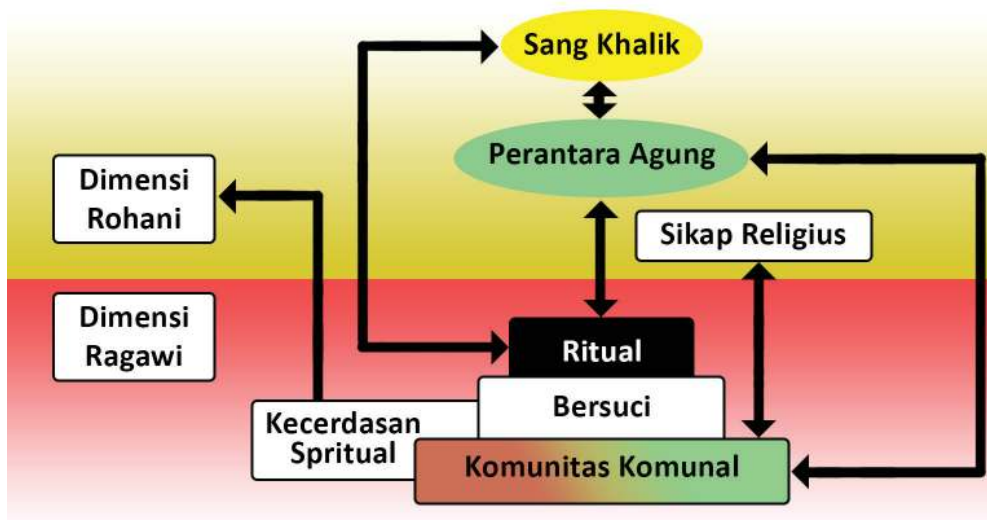 Sang Khalik
Perantara Agung
Dimensi
Rohani
Sikap Religius
Dimensi
Ragawi
Ritual
Bersuci
Kecerdasan
Spritual
Komunitas Komunal